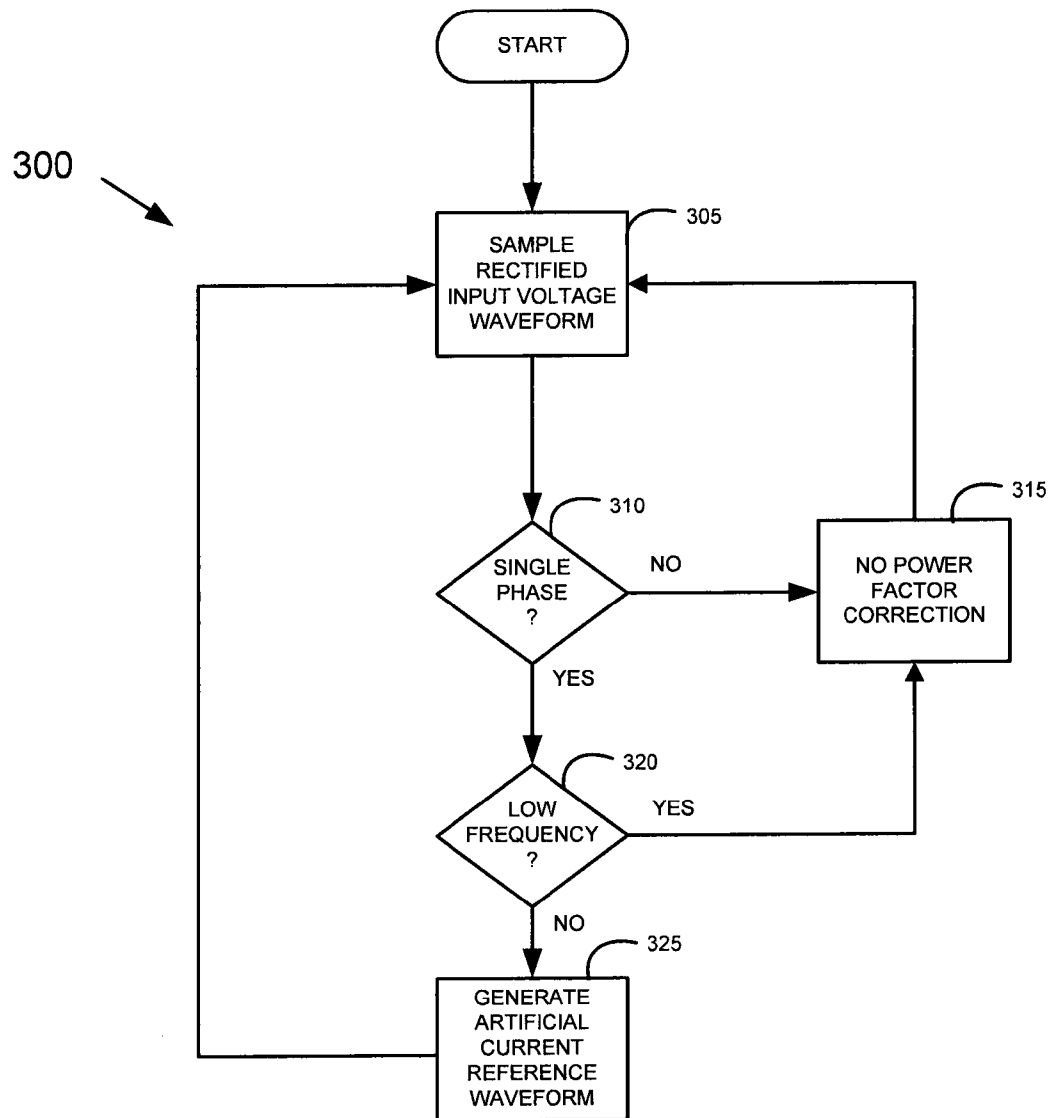 START
300
305
SAMPLE
RECTIFIED
INPUT VOLTAGE
WAVEFORM
310
SINGLE
PHASE
?
NO
YES
315
NO POWER
FACTOR
CORRECTION
320
LOW
FREQUENCY
?
YES
NO
325
GENERATE
ARTIFICIAL
CURRENT
REFERENCE
WAVEFORM